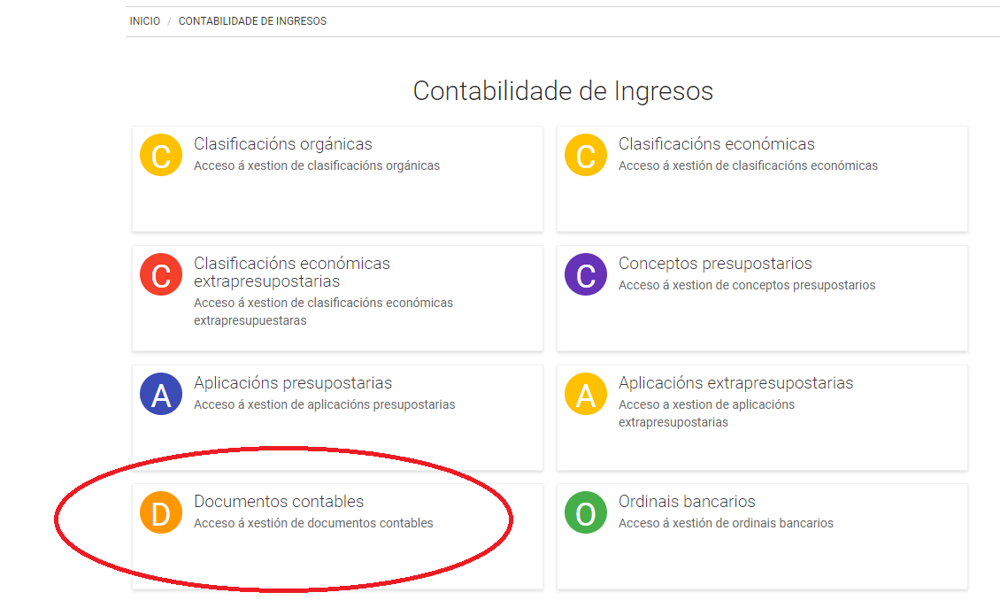 INICIO / CONTABILIDADE DE INGRESOS
Contabilidade de Ingresos
C
Clasificacións orgánicas
Acceso á xestion de clasificacións orgánicas
C
Clasificacións económicas
Acceso á xestión de clasificacións económicas
C
Clasificacións económicas
extrapresupostarias
Acceso á xestion de clasificacións económicas
extrapresupuestaras
C
Conceptos presupostarios
Acceso á xestion de conceptos presupostarios
A
Aplicacións presupostarias
Acceso á xestion de aplicacións presupostarias
A
Aplicacións extrapresupostarias
Acceso a xestion de aplicacións
extrapresupostarias
D
Documentos contables
Acceso á xestión de documentos contables
O
Ordinais bancarios
Acceso á xestión de ordinais bancarios